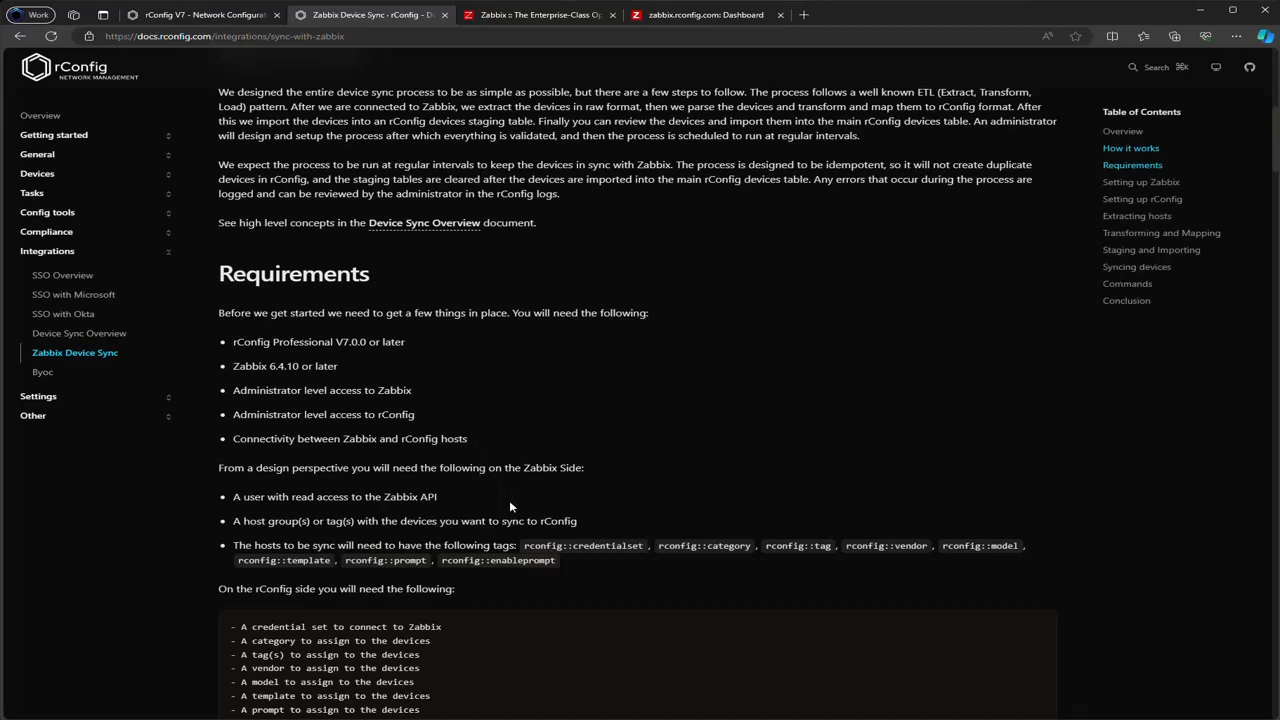 Work
rConfig V7 - Network Configurat
Zabbix Device Sync · rConfig - D
Zabbix :: The Enterprise-Class Op
zabbix.rconfig.com: Dashboard
https://docs.rconfig.com/integrations/sync-with-zabbix
rConfig
NETWORK MANAGEMENT
Search ⌘K
Overview
Getting started
General
Devices
Tasks
Config tools
Compliance
Integrations
SSO Overview
SSO with Microsoft
SSO with Okta
Device Sync Overview
Zabbix Device Sync
Byoc
Settings
Other
We designed the entire device sync process to be as simple as possible, but there are a few steps to follow. The process follows a well known ETL (Extract, Transform,
Load) pattern. After we are connected to Zabbix, we extract the devices in raw format, then we parse the devices and transform and map them to rConfig format. After
this we import the devices into an rConfig devices staging table. Finally you can review the devices and import them into the main rConfig devices table. An administrator
will design and setup the process after which everything is validated, and then the process is scheduled to run at regular intervals.
We expect the process to be run at regular intervals to keep the devices in sync with Zabbix. The process is designed to be idempotent, so it will not create duplicate
devices in rConfig, and the staging tables are cleared after the devices are imported into the main rConfig devices table. Any errors that occur during the process are
logged and can be reviewed by the administrator in the rConfig logs.
See high level concepts in the Device Sync Overview document.
Requirements
Before we get started we need to get a few things in place. You will need the following:
• rConfig Professional V7.0.0 or later
• Zabbix 6.4.10 or later
• Administrator level access to Zabbix
• Administrator level access to rConfig
• Connectivity between Zabbix and rConfig hosts
From a design perspective you will need the following on the Zabbix Side:
• A user with read access to the Zabbix API
• A host group(s) or tag(s) with the devices you want to sync to rConfig
• The hosts to be sync will need to have the following tags: rconfig::credentialset, rconfig::category, rconfig::tag, rconfig::vendor, rconfig::model,
rconfig::template, rconfig::prompt, rconfig::enableprompt
On the rConfig side you will need the following:
- A credential set to connect to Zabbix
- A category to assign to the devices
- A tag(s) to assign to the devices
- A vendor to assign to the devices
- A model to assign to the devices
- A template to assign to the devices
- A prompt to assign to the devices
Table of Contents
Overview
How it works
Requirements
Setting up Zabbix
Setting up rConfig
Extracting hosts
Transforming and Mapping
Staging and Importing
Syncing devices
Commands
Conclusion